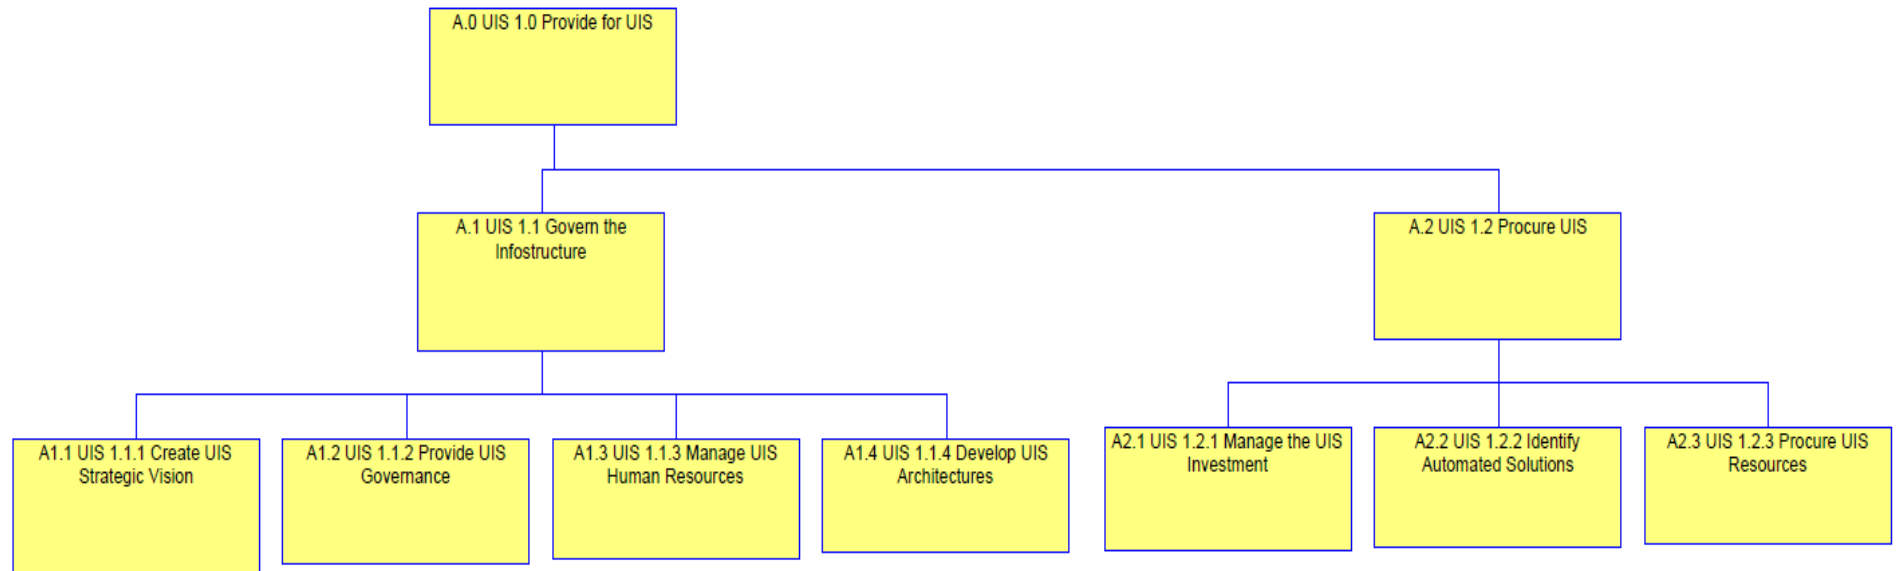 A.0 UIS 1.0 Provide for UIS
A.1 UIS 1.1 Govern the
Infostructure
A.2 UIS 1.2 Procure UIS
A1.1 UIS 1.1.1 Create UIS
Strategic Vision
A1.2 UIS 1.1.2 Provide UIS
Governance
A1.3 UIS 1.1.3 Manage UIS
Human Resources
A1.4 UIS 1.1.4 Develop UIS
Architectures
A2.1 UIS 1.2.1 Manage the UIS
Investment
A2.2 UIS 1.2.2 Identify
Automated Solutions
A2.3 UIS 1.2.3 Procure UIS
Resources